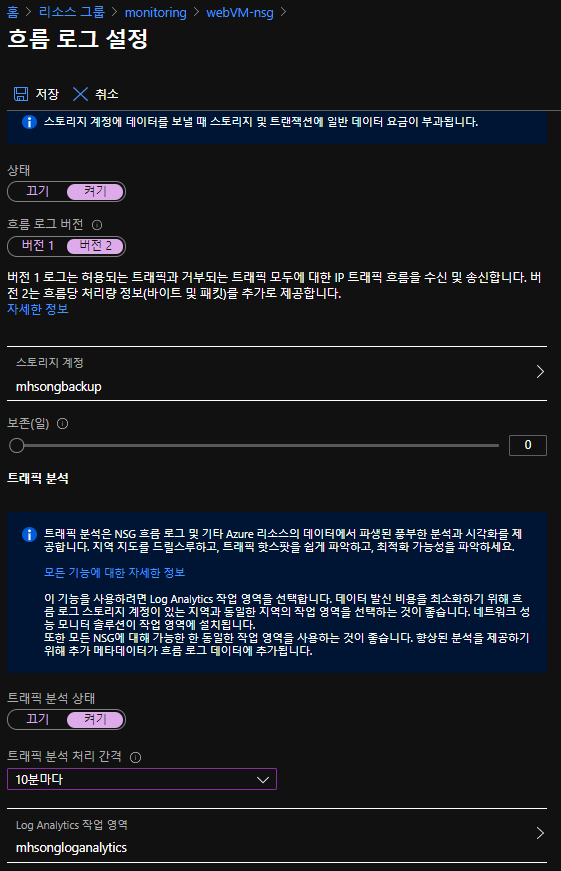 홈 > 리소스 그룹 > monitoring > webVM-nsg >
흐름 로그 설정
저장 취소
스토리지 계정에 데이터를 보낼 때 스토리지 및 트랜잭션에 일반 데이터 요금이 부과됩니다.
상태
끄기 켜기
흐름 로그 버전
버전 1 버전 2
버전 1 로그는 허용되는 트래픽과 거부되는 트래픽 모두에 대한 IP 트래픽 흐름을 수신 및 송신합니다. 버
전 2는 흐름당 처리량 정보(바이트 및 패킷)를 추가로 제공합니다.
자세한 정보
스토리지 계정
mhsongbackup
보존(일)
0
트래픽 분석
트래픽 분석은 NSG 흐름 로그 및 기타 Azure 리소스의 데이터에서 파생된 풍부한 분석과 시각화를 제
공합니다. 지역 지도를 드릴스루하고, 트래픽 핫스팟을 쉽게 파악하고, 최적화 가능성을 파악하세요.
모든 기능에 대한 자세한 정보
이 기능을 사용하려면 Log Analytics 작업 영역을 선택합니다. 데이터 발신 비용을 최소화하기 위해 흐
름 로그 스토리지 계정이 있는 지역과 동일한 지역의 작업 영역을 선택하는 것이 좋습니다. 네트워크 성
능 모니터 솔루션이 작업 영역에 설치됩니다.
또한 모든 NSG에 대해 가능한 한 동일한 작업 영역을 사용하는 것이 좋습니다. 향상된 분석을 제공하기
위해 추가 메타데이터가 흐름 로그 데이터에 추가됩니다.
트래픽 분석 상태
끄기 켜기
트래픽 분석 처리 간격
10분마다
Log Analytics 작업 영역
mhsongloganalytics